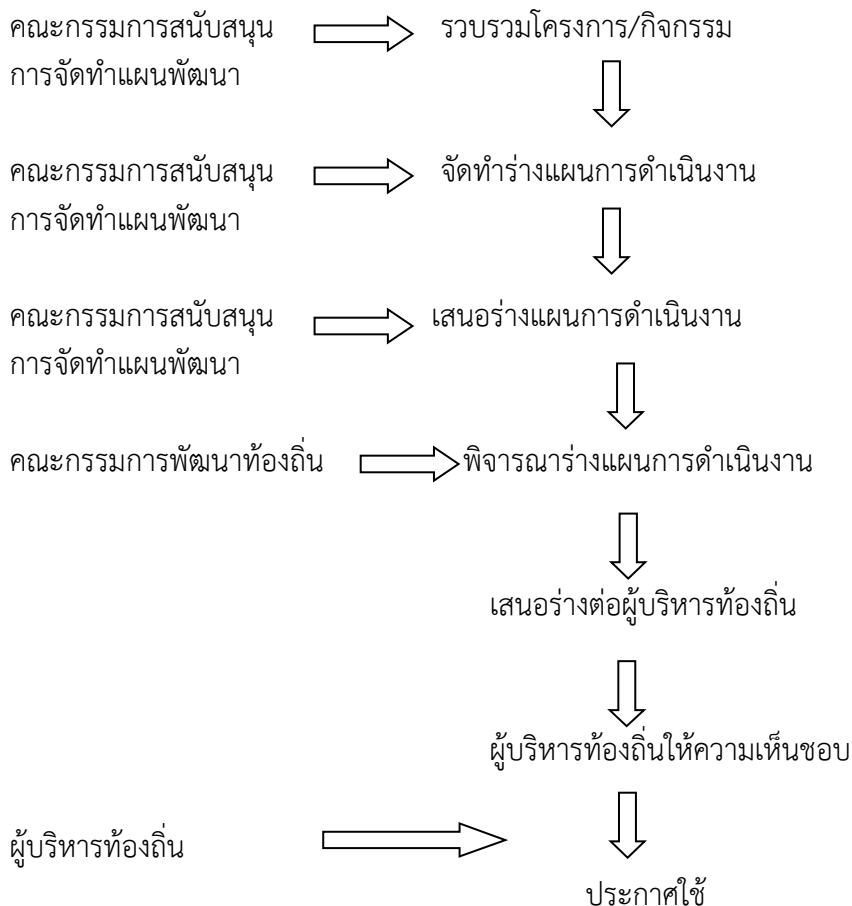 คณะกรรมการสนับสนุน
การจัดทำแผนพัฒนา
รวบรวมโครงการ/กิจกรรม
คณะกรรมการสนับสนุน
การจัดทำแผนพัฒนา
จัดทำร่างแผนการดำเนินงาน
คณะกรรมการสนับสนุน
การจัดทำแผนพัฒนา
เสนอร่างแผนการดำเนินงาน
คณะกรรมการพัฒนาท้องถิ่น
พิจารณาร่างแผนการดำเนินงาน
เสนอร่างต่อผู้บริหารท้องถิ่น
ผู้บริหารท้องถิ่นให้ความเห็นชอบ
ผู้บริหารท้องถิ่น
ประกาศใช้